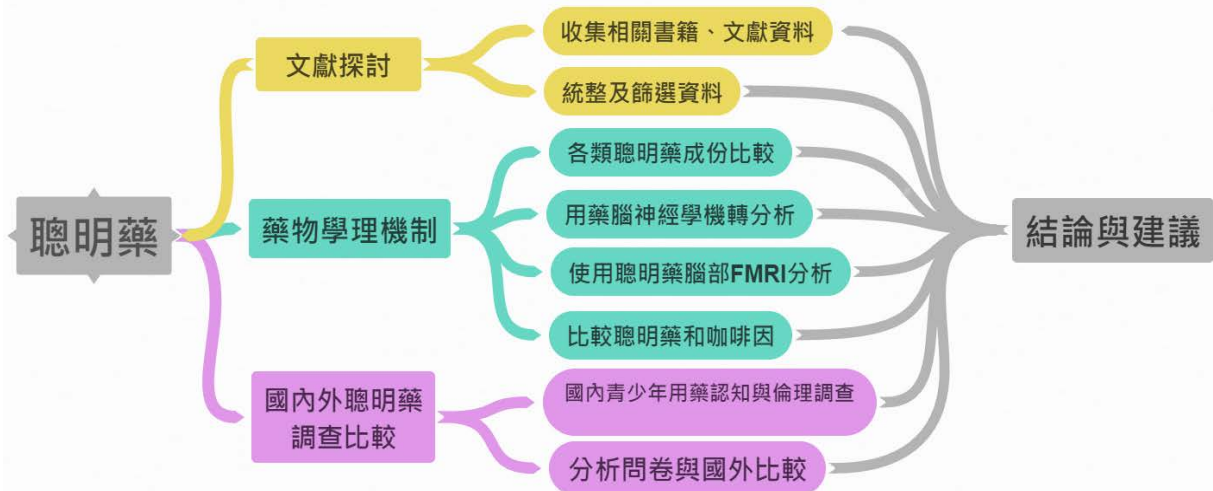 聰明藥
文獻探討
收集相關書籍、文獻資料
統整及篩選資料
藥物學理機制
各類聰明藥成份比較
用藥腦神經學機轉分析
使用聰明藥腦部FMRI分析
比較聰明藥和咖啡因
國內外聰明藥
調查比較
國內青少年用藥認知與倫理調查
分析問卷與國外比較
結論與建議